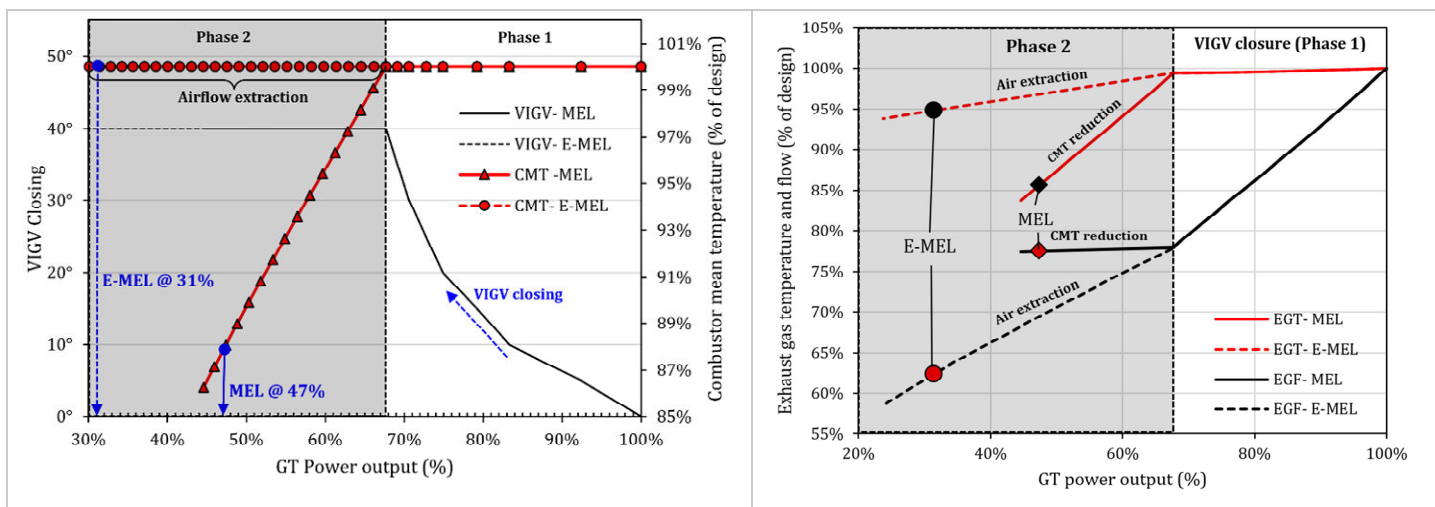 Phase 2
Phase 1
50°
40°
30°
20°
10°
0°
VIGV Closing
101%
99%
97%
95%
93%
91%
89%
87%
85%
Combustor mean temperature (% of design)
Airflow extraction
VIGV- MEL
VIGV- E-MEL
CMT -MEL
CMT- E-MEL
E-MEL @ 31%
VIGV closing
MEL @ 47%
30%
40%
50%
60%
70%
80%
90%
100%
GT Power output (%)
105%
100%
95%
90%
85%
80%
75%
70%
65%
60%
55%
Exhaust gas temperature and flow (% of design)
Phase 2
VIGV closure (Phase 1)
Air extraction
CMT reduction
MEL
CMT reduction
E-MEL
Air extraction
EGT- MEL
EGT- E-MEL
EGF- MEL
EGF- E-MEL
20%
40%
60%
80%
100%
GT power output (%)